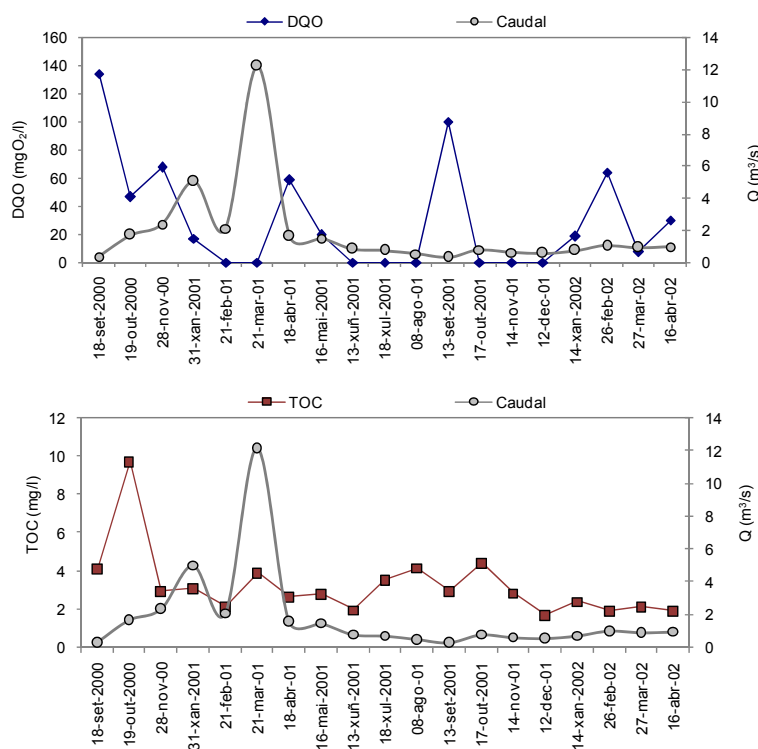 DQO Caudal
160
140
120
100
80
60
40
20
0
DQO (mgO₂/l)
14
12
10
8
6
4
2
0
Q (m³/s)
18-set-2000
19-out-2000
28-nov-00
31-xan-2001
21-feb-01
21-mar-01
18-abr-01
16-mai-2001
13-xuñ-2001
18-xul-2001
08-ago-01
13-set-2001
17-out-2001
14-nov-01
12-dec-01
14-xan-2002
26-feb-02
27-mar-02
16-abr-02
TOC Caudal
12
10
8
6
4
2
0
TOC (mg/l)
14
12
10
8
6
4
2
0
Q (m³/s)
18-set-2000
19-out-2000
28-nov-00
31-xan-2001
21-feb-01
21-mar-01
18-abr-01
16-mai-2001
13-xuñ-2001
18-xul-2001
08-ago-01
13-set-2001
17-out-2001
14-nov-01
12-dec-01
14-xan-2002
26-feb-02
27-mar-02
16-abr-02